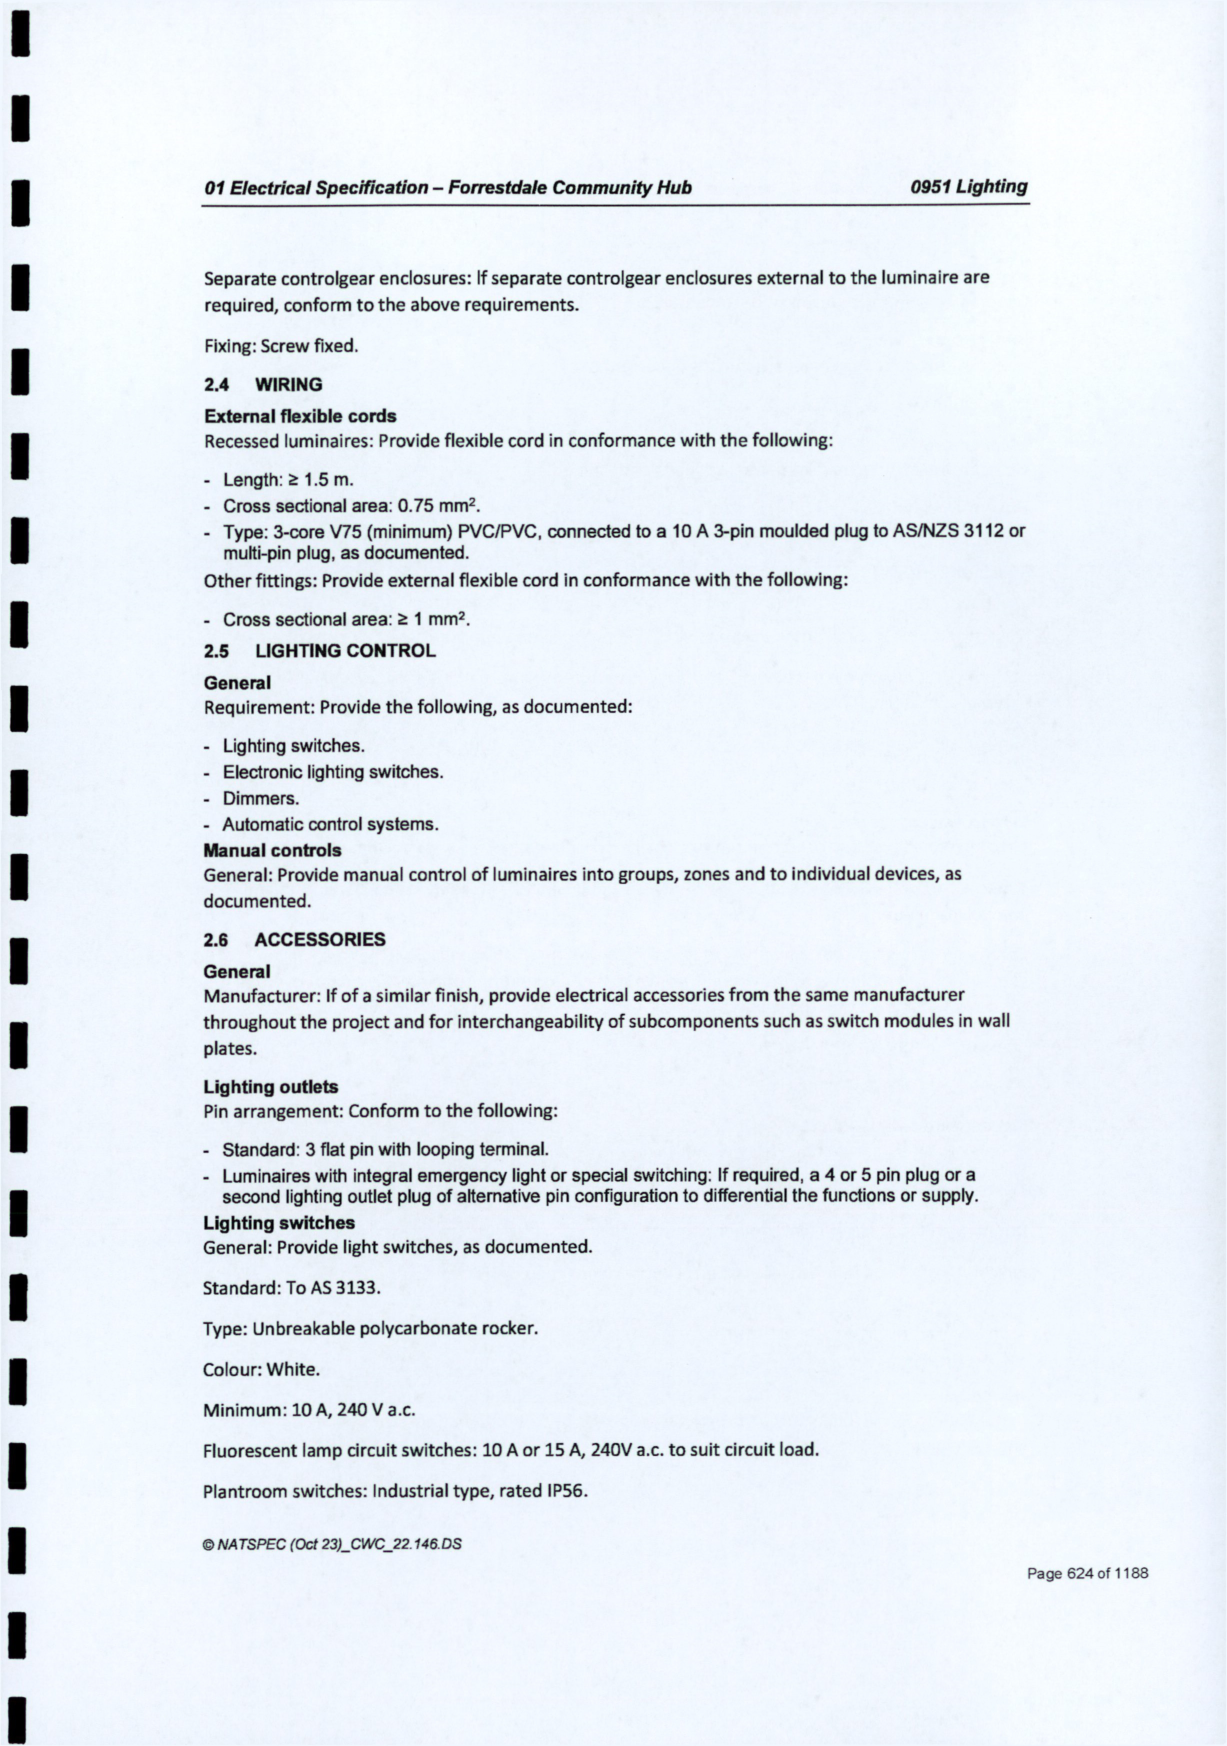 01 Electrical Specification – Forrestdale Community Hub 0951 Lighting
Separate controlgear enclosures: If separate controlgear enclosures external to the luminaire are
required, conform to the above requirements.
Fixing: Screw fixed.
2.4 WIRING
External flexible cords
Recessed luminaires: Provide flexible cord in conformance with the following:
- Length: ≥ 1.5 m.
- Cross sectional area: 0.75 mm².
- Type: 3-core V75 (minimum) PVC/PVC, connected to a 10 A 3-pin moulded plug to AS/NZS 3112 or
multi-pin plug, as documented.
Other fittings: Provide external flexible cord in conformance with the following:
- Cross sectional area: ≥ 1 mm².
2.5 LIGHTING CONTROL
General
Requirement: Provide the following, as documented:
- Lighting switches.
- Electronic lighting switches.
- Dimmers.
- Automatic control systems.
Manual controls
General: Provide manual control of luminaires into groups, zones and to individual devices, as
documented.
2.6 ACCESSORIES
General
Manufacturer: If of a similar finish, provide electrical accessories from the same manufacturer
throughout the project and for interchangeability of subcomponents such as switch modules in wall
plates.
Lighting outlets
Pin arrangement: Conform to the following:
- Standard: 3 flat pin with looping terminal.
- Luminaires with integral emergency light or special switching: If required, a 4 or 5 pin plug or a
second lighting outlet plug of alternative pin configuration to differential the functions or supply.
Lighting switches
General: Provide light switches, as documented.
Standard: To AS 3133.
Type: Unbreakable polycarbonate rocker.
Colour: White.
Minimum: 10 A, 240 V a.c.
Fluorescent lamp circuit switches: 10 A or 15 A, 240V a.c. to suit circuit load.
Plantroom switches: Industrial type, rated IP56.
© NATSPEC (Oct 23)_CWC_22.146.DS
Page 624 of 1188